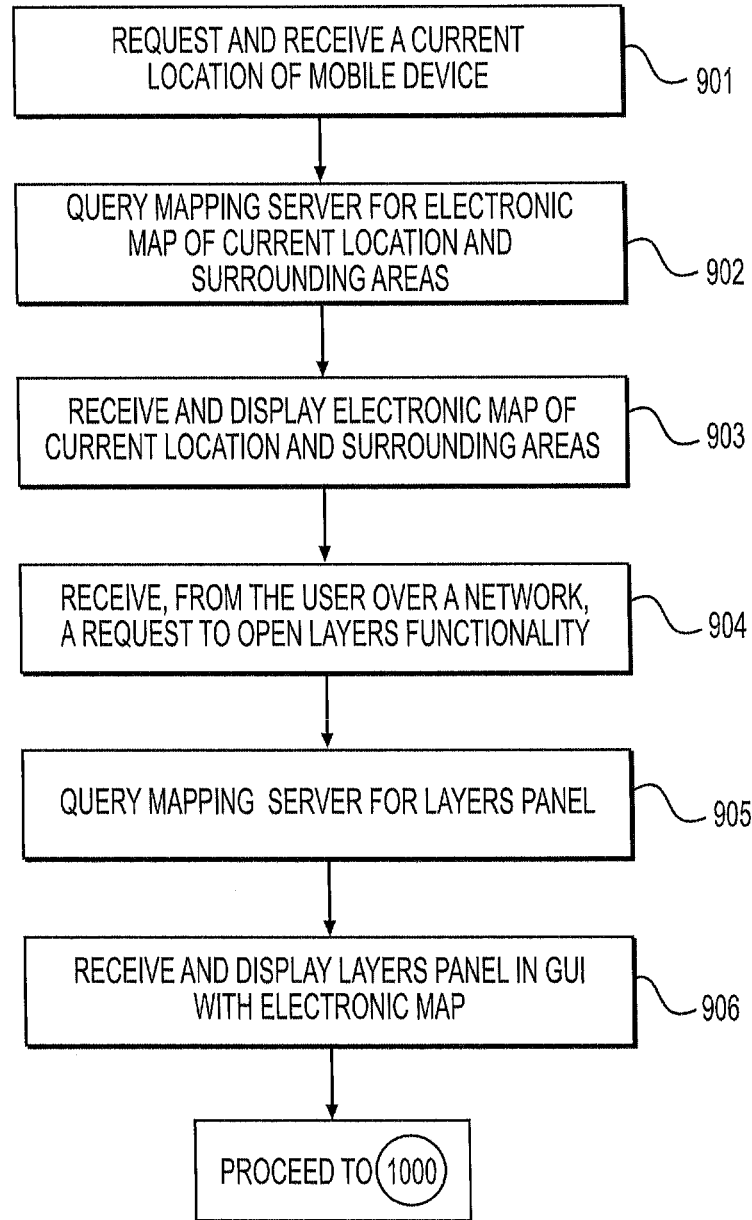 REQUEST AND RECEIVE A CURRENT
LOCATION OF MOBILE DEVICE
901
QUERY MAPPING SERVER FOR ELECTRONIC
MAP OF CURRENT LOCATION AND
SURROUNDING AREAS
902
RECEIVE AND DISPLAY ELECTRONIC MAP OF
CURRENT LOCATION AND SURROUNDING AREAS
903
RECEIVE, FROM THE USER OVER A NETWORK,
A REQUEST TO OPEN LAYERS FUNCTIONALITY
904
QUERY MAPPING SERVER FOR LAYERS PANEL
905
RECEIVE AND DISPLAY LAYERS PANEL IN GUI
WITH ELECTRONIC MAP
906
PROCEED TO 1000